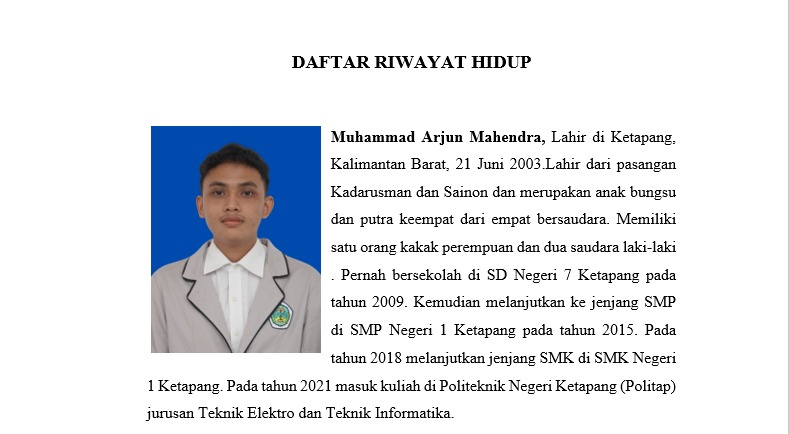 DAFTAR RIWAYAT HIDUP
Muhammad Arjun Mahendra, Lahir di Ketapang,
Kalimantan Barat, 21 Juni 2003.Lahir dari pasangan
Kadarusman dan Sainon dan merupakan anak bungsu
dan putra keempat dari empat bersaudara. Memiliki
satu orang kakak perempuan dan dua saudara laki-laki
. Pernah bersekolah di SD Negeri 7 Ketapang pada
tahun 2009. Kemudian melanjutkan ke jenjang SMP
di SMP Negeri 1 Ketapang pada tahun 2015. Pada
tahun 2018 melanjutkan jenjang SMK di SMK Negeri
1 Ketapang. Pada tahun 2021 masuk kuliah di Politeknik Negeri Ketapang (Politap)
jurusan Teknik Elektro dan Teknik Informatika.